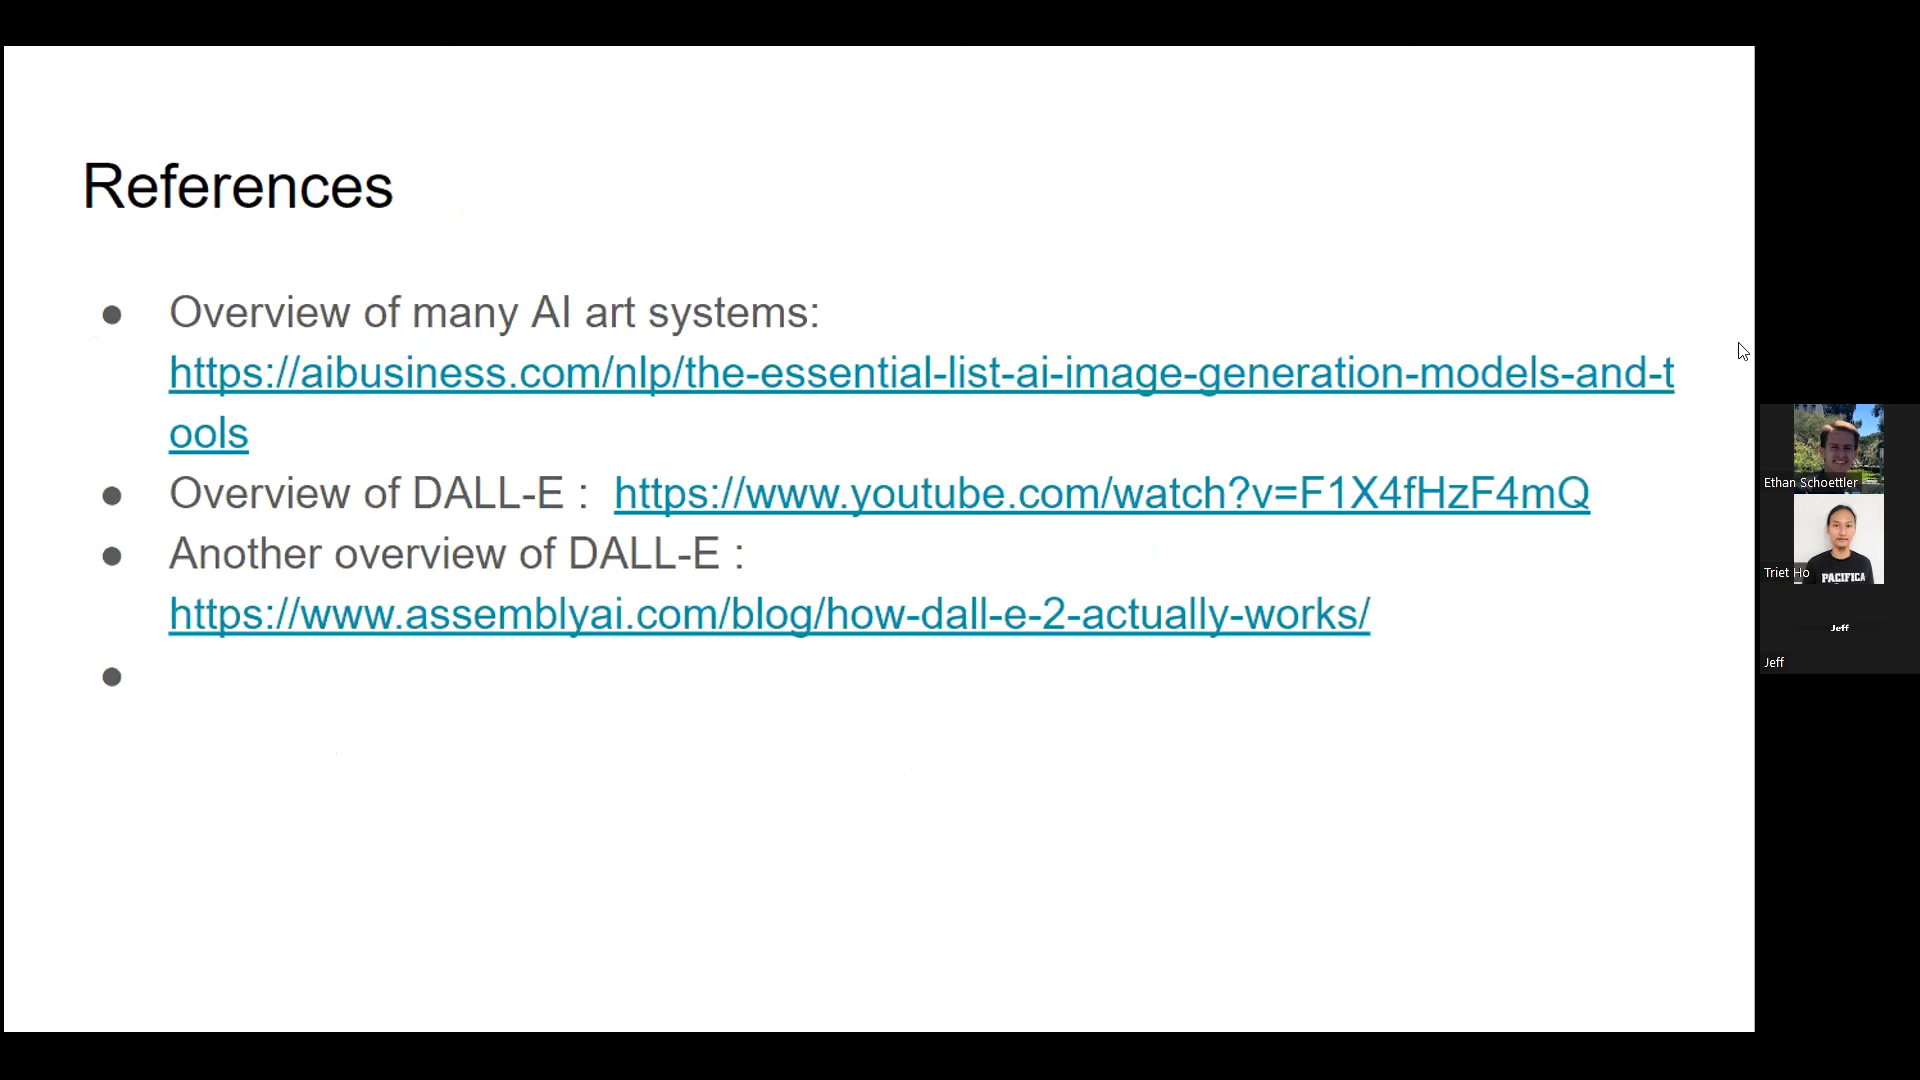 References
Overview of many AI art systems:
https://aibusiness.com/nlp/the-essential-list-ai-image-generation-models-and-t
ools
Overview of DALL-E : https://www.youtube.com/watch?v=F1X4fHzF4mQ
Another overview of DALL-E :
https://www.assemblyai.com/blog/how-dall-e-2-actually-works/
Ethan Schoettler
PACIFICA
Triet Ho
Jeff
Jeff